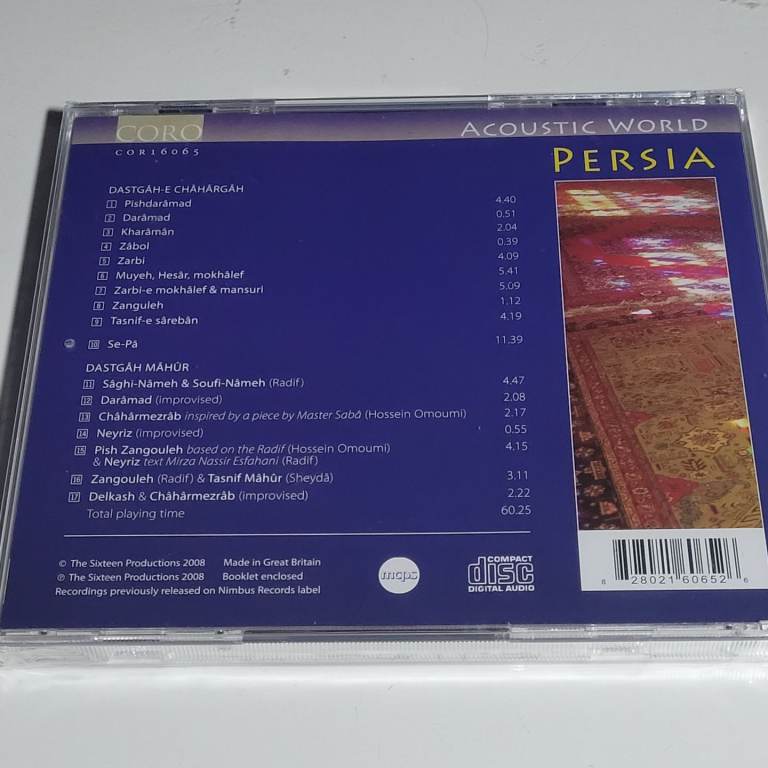 CORO
COR16065
ACOUSTIC WORLD
PERSIA
DASTGÂH-E CHÂHÂRGÂH
1 Pishdarâmad 4.40
2 Darâmad 0.51
3 Kharâmân 2.04
4 Zâbol 0.39
5 Zarbi 4.09
6 Muyeh, Hesâr, mokhâlef 5.41
7 Zarbi-e mokhâlef & mansuri 5.09
8 Zanguleh 1.12
9 Tasnif-e sârebân 4.19
10 Se-Pâ 11.39
DASTGÂH MÂHÛR
11 Sâghi-Nâmeh & Soufi-Nâmeh (Radif) 4.47
12 Darâmad (improvised) 2.08
13 Châhârmezrâb inspired by a piece by Master Sabâ (Hossein Omoumi) 2.17
14 Neyriz (improvised) 0.55
15 Pish Zangouleh based on the Radif (Hossein Omoumi) 4.15
& Neyriz text Mirza Nassir Esfahani (Radif)
16 Zangouleh (Radif) & Tasnif Mâhûr (Sheydâ) 3.11
17 Delkash & Châhârmezrâb (improvised) 2.22
Total playing time 60.25
© The Sixteen Productions 2008 Made in Great Britain
℗ The Sixteen Productions 2008 Booklet enclosed
Recordings previously released on Nimbus Records label
mcps
COMPACT
disc
DIGITAL AUDIO
8 28021 60652 6